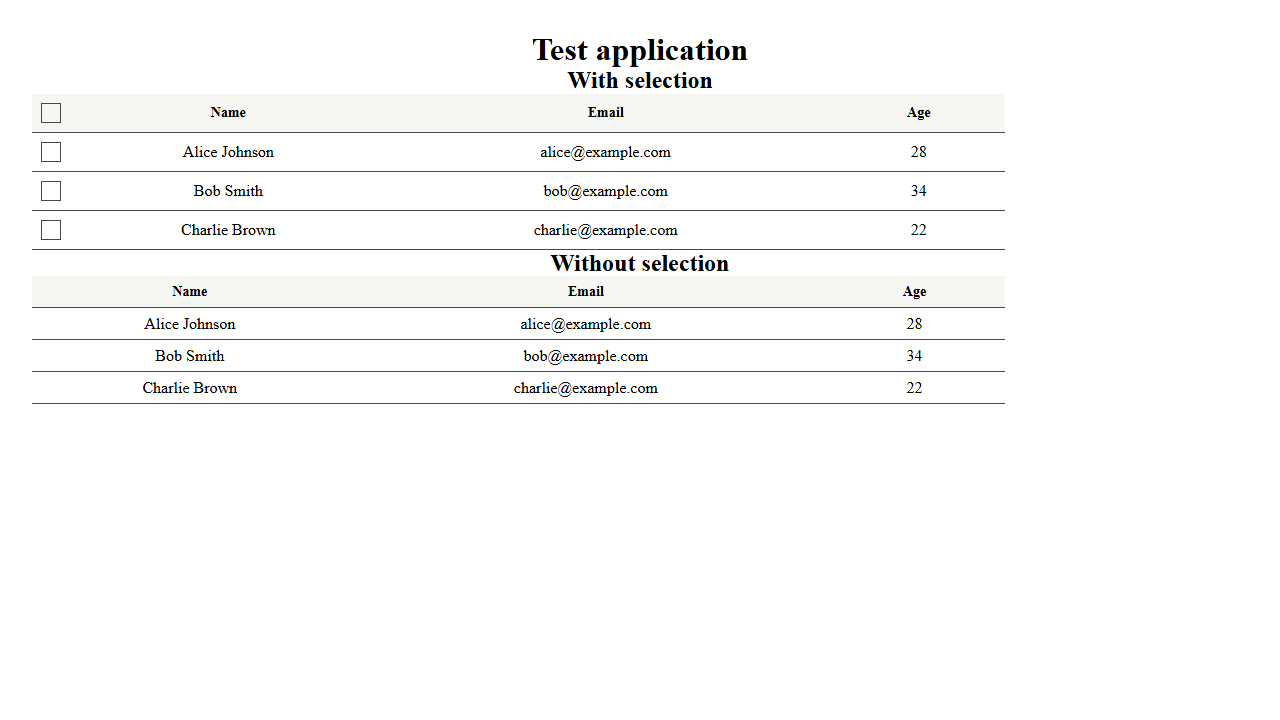 Test application
With selection
Name Email Age
Alice Johnson alice@example.com 28
Bob Smith bob@example.com 34
Charlie Brown charlie@example.com 22
Without selection
Name Email Age
Alice Johnson alice@example.com 28
Bob Smith bob@example.com 34
Charlie Brown charlie@example.com 22